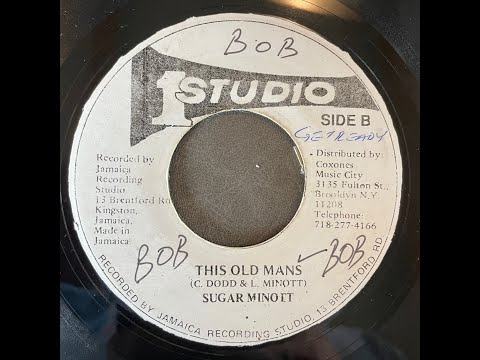 BOB
1 STUDIO
SIDE B
GET READY
Recorded by
Jamaica
Recording
Studio
13 Brentford Rd
Kingston,
Jamaica,
Made in
Jamaica
Distributed by:
Coxones
Music City
3135 Fulton St.,
Brooklyn N.Y.
11208
Telephone:
718-277-4166
BOB
BOB
THIS OLD MANS
(C. DODD & L. MINOTT)
SUGAR MINOTT
RECORDED BY JAMAICA RECORDING STUDIO, 13 BRENTFORD RD